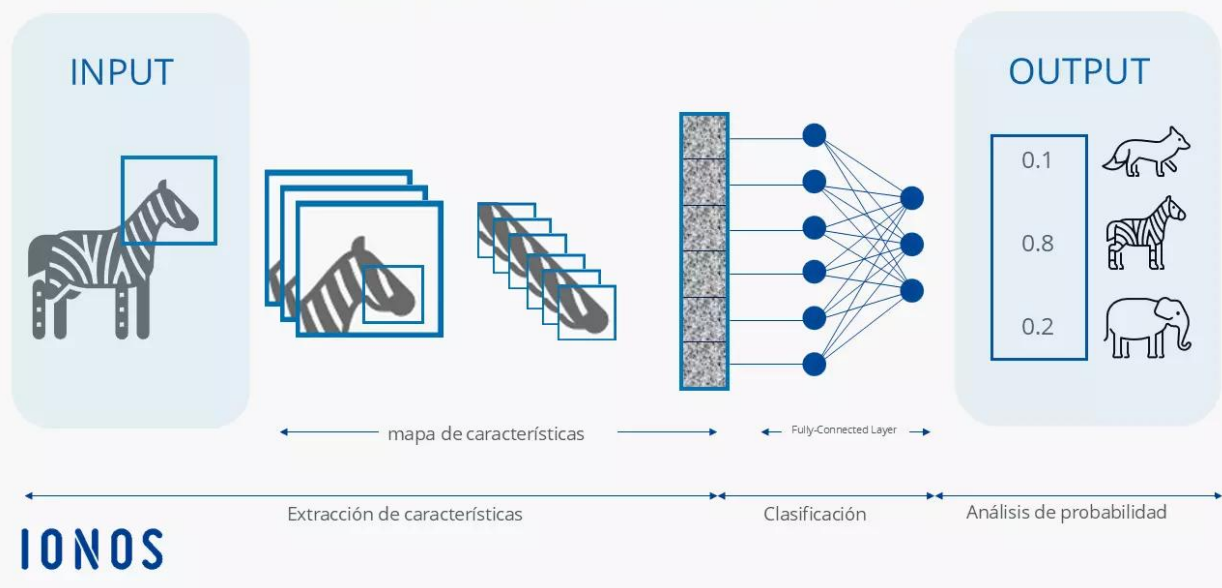 INPUT
OUTPUT
0.1
0.8
0.2
mapa de características
Fully-Connected Layer
Extracción de características
Clasificación
Análisis de probabilidad
IONOS